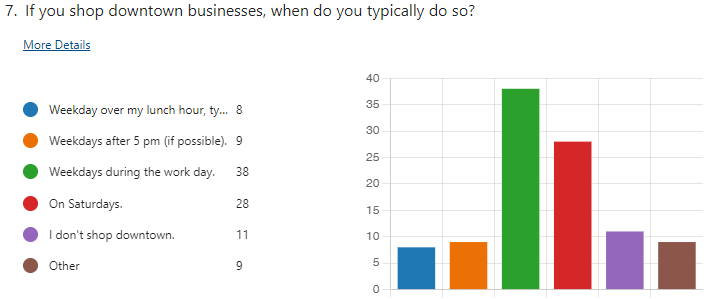 7. If you shop downtown businesses, when do you typically do so?
More Details
Weekday over my lunch hour, ty... 8
Weekdays after 5 pm (if possible). 9
Weekdays during the work day. 38
On Saturdays. 28
I don't shop downtown. 11
Other 9
40
35
30
25
20
15
10
5
0